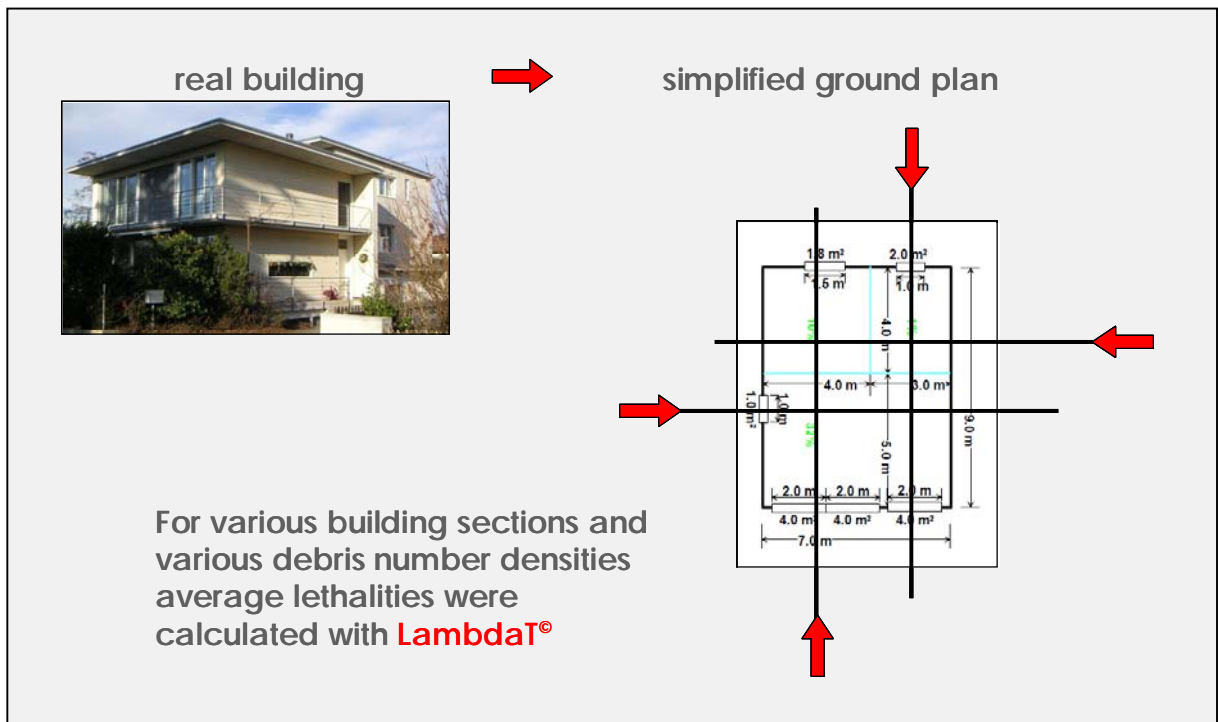 real building
simplified ground plan
1.8 m²
2.0 m²
1.5 m
1.0 m
4.0 m
4.0 m
3.0 m
1.0 m
1.0 m²
32%
9.0 m
5.0 m
2.0 m 2.0 m 2.0 m
4.0 m² 4.0 m² 4.0 m²
7.0 m
For various building sections and
various debris number densities
average lethalities were
calculated with LambdaT©